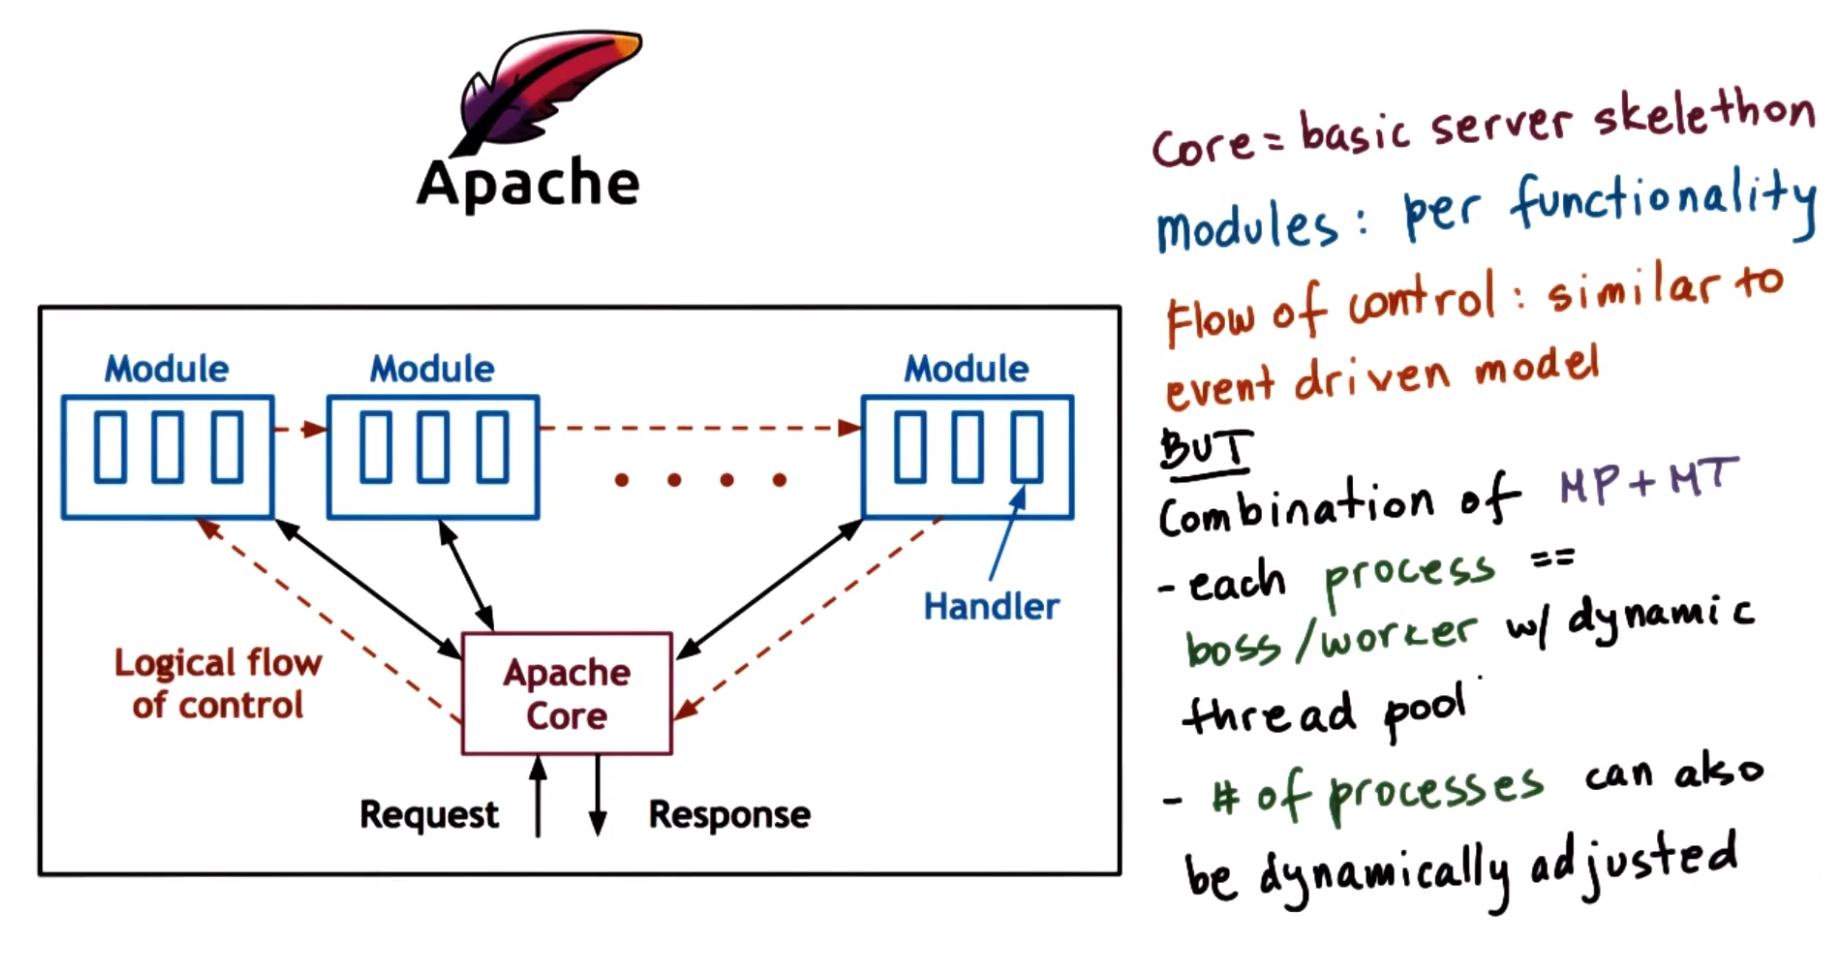 Apache
Module
Module
Module
Handler
Logical flow
of control
Apache
Core
Request
Response
Core = basic server skelethon
modules : per functionality
Flow of control : similar to
event driven model
BUT
Combination of MP + MT
- each process ==
boss / worker w/ dynamic
thread pool
- # of processes can also
be dynamically adjusted